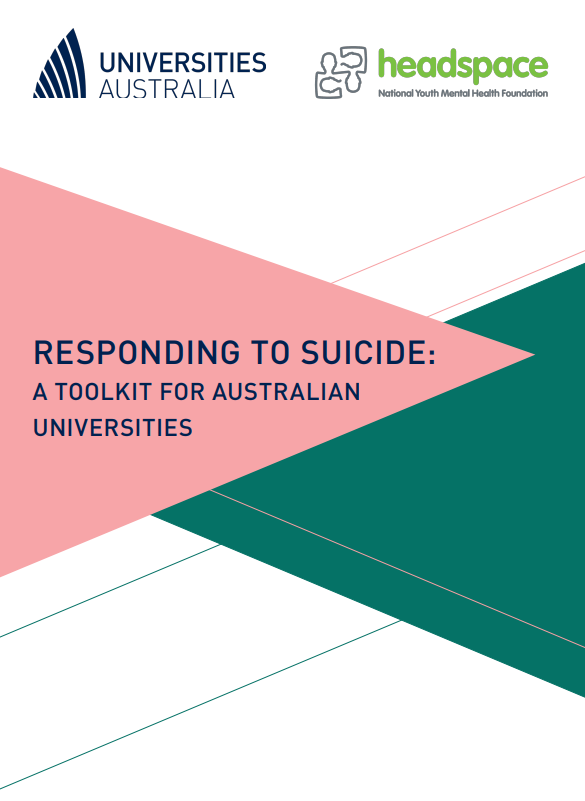 UNIVERSITIES
AUSTRALIA
headspace
National Youth Mental Health Foundation
RESPONDING TO SUICIDE:
A TOOLKIT FOR AUSTRALIAN
UNIVERSITIES